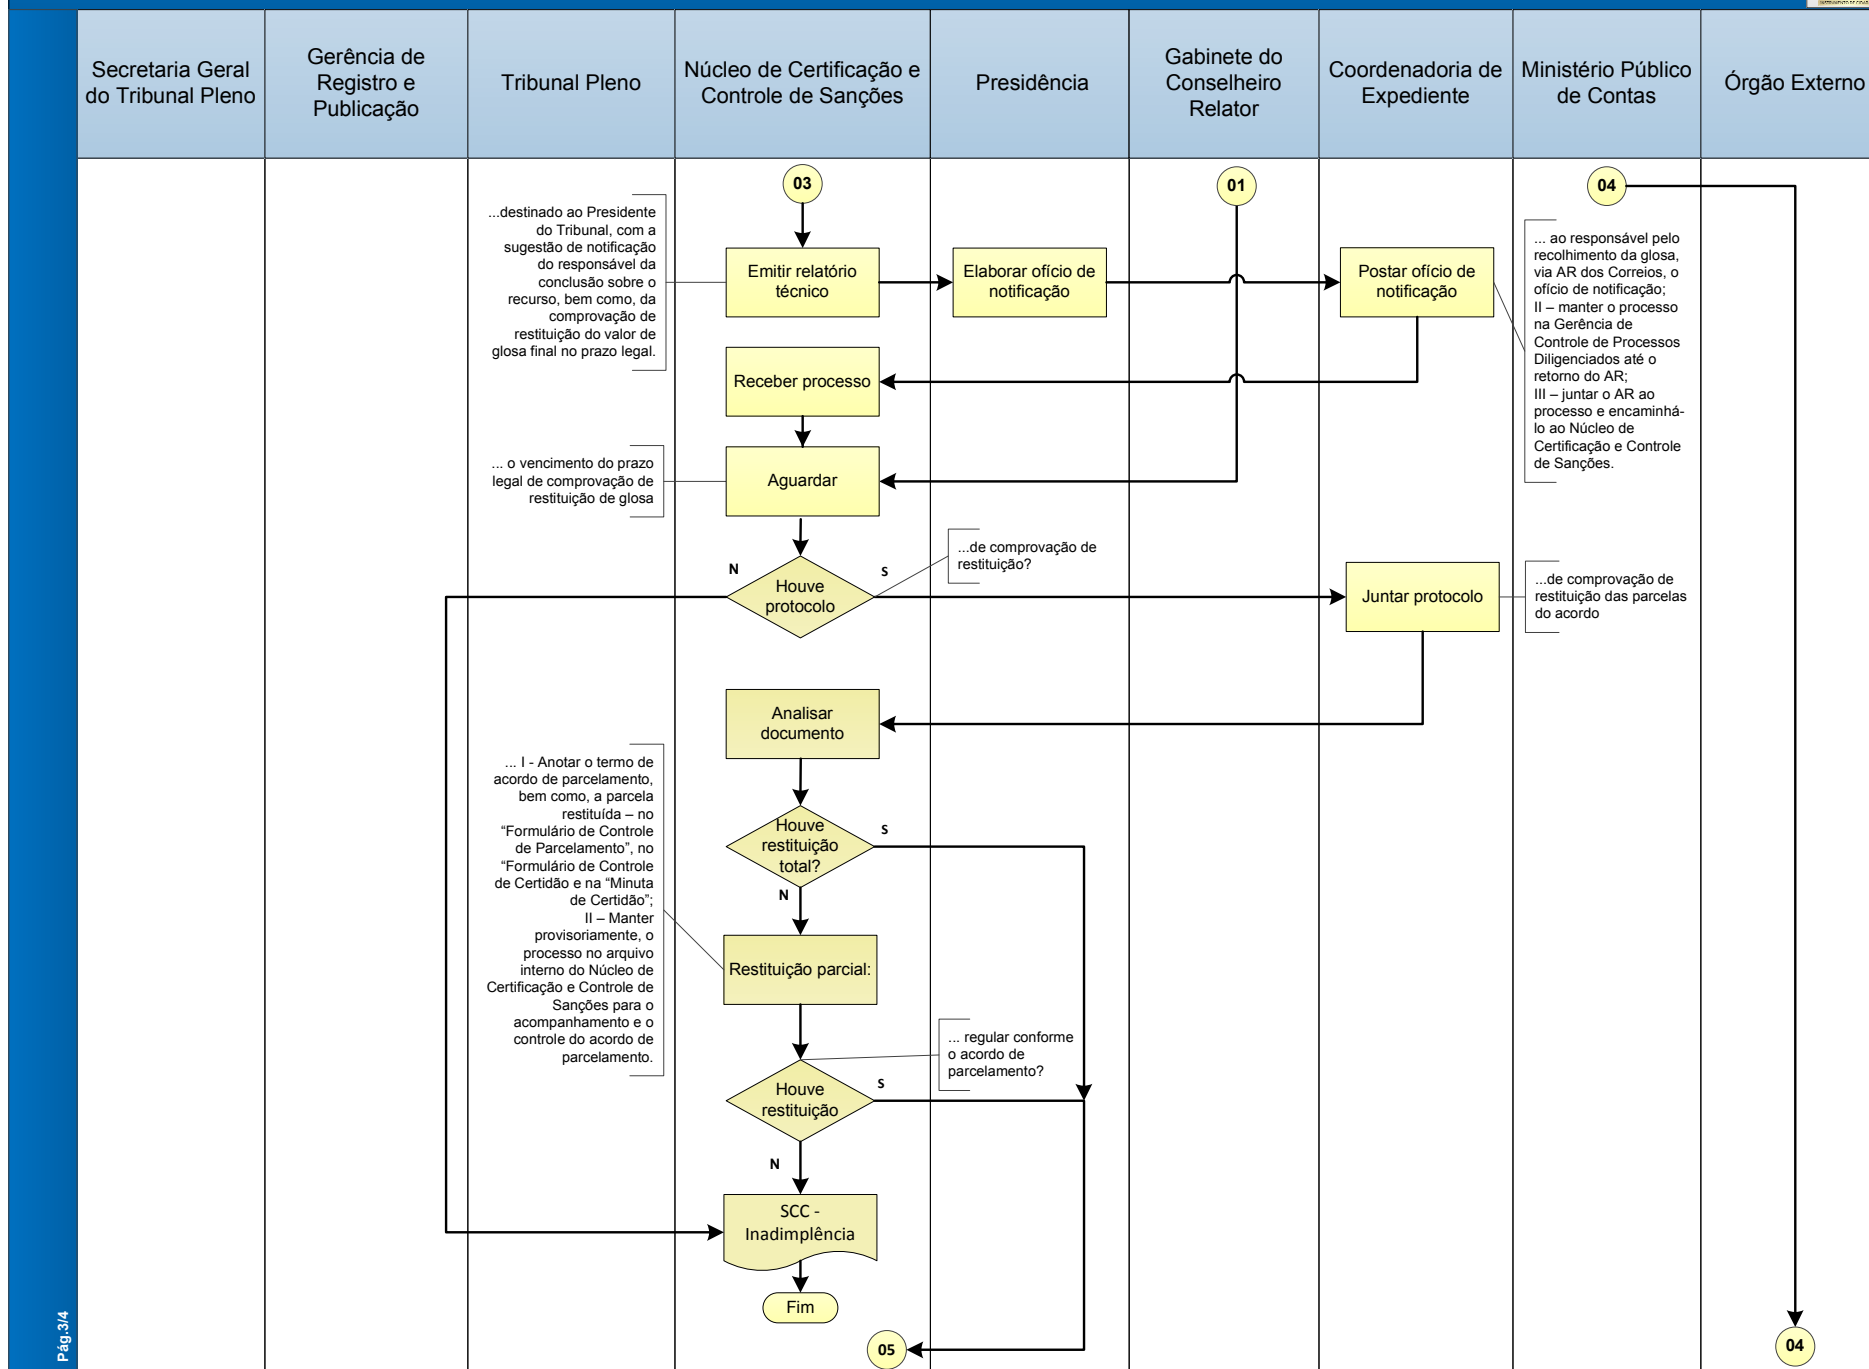 INSTRUMENTO DE CIDADANIA
Secretaria Geral
do Tribunal Pleno
Gerência de
Registro e
Publicação
Tribunal Pleno
Núcleo de Certificação e
Controle de Sanções
Presidência
Gabinete do
Conselheiro
Relator
Coordenadoria de
Expediente
Ministério Público
de Contas
Órgão Externo
03
01
04
...destinado ao Presidente
do Tribunal, com a
sugestão de notificação
do responsável da
conclusão sobre o
recurso, bem como, da
comprovação de
restituição do valor de
glosa final no prazo legal.
Emitir relatório
técnico
Elaborar ofício de
notificação
Postar ofício de
notificação
... ao responsável pelo
recolhimento da glosa,
via AR dos Correios, o
ofício de notificação;
II – manter o processo
na Gerência de
Controle de Processos
Diligenciados até o
retorno do AR;
III – juntar o AR ao
processo e encaminhá-
lo ao Núcleo de
Certificação e Controle
de Sanções.
Receber processo
... o vencimento do prazo
legal de comprovação de
restituição de glosa
Aguardar
...de comprovação de
restituição?
N
S
Houve
protocolo
Juntar protocolo
...de comprovação de
restituição das parcelas
do acordo
Analisar
documento
... I - Anotar o termo de
acordo de parcelamento,
bem como, a parcela
restituída – no
“Formulário de Controle
de Parcelamento”, no
“Formulário de Controle
de Certidão e na “Minuta
de Certidão”;
II – Manter
provisoriamente, o
processo no arquivo
interno do Núcleo de
Certificação e Controle de
Sanções para o
acompanhamento e o
controle do acordo de
parcelamento.
Houve
restituição
total?
S
N
Restituição parcial:
... regular conforme
o acordo de
parcelamento?
Houve
restituição
S
N
SCC -
Inadimplência
Fim
05
04
Pág.3/4